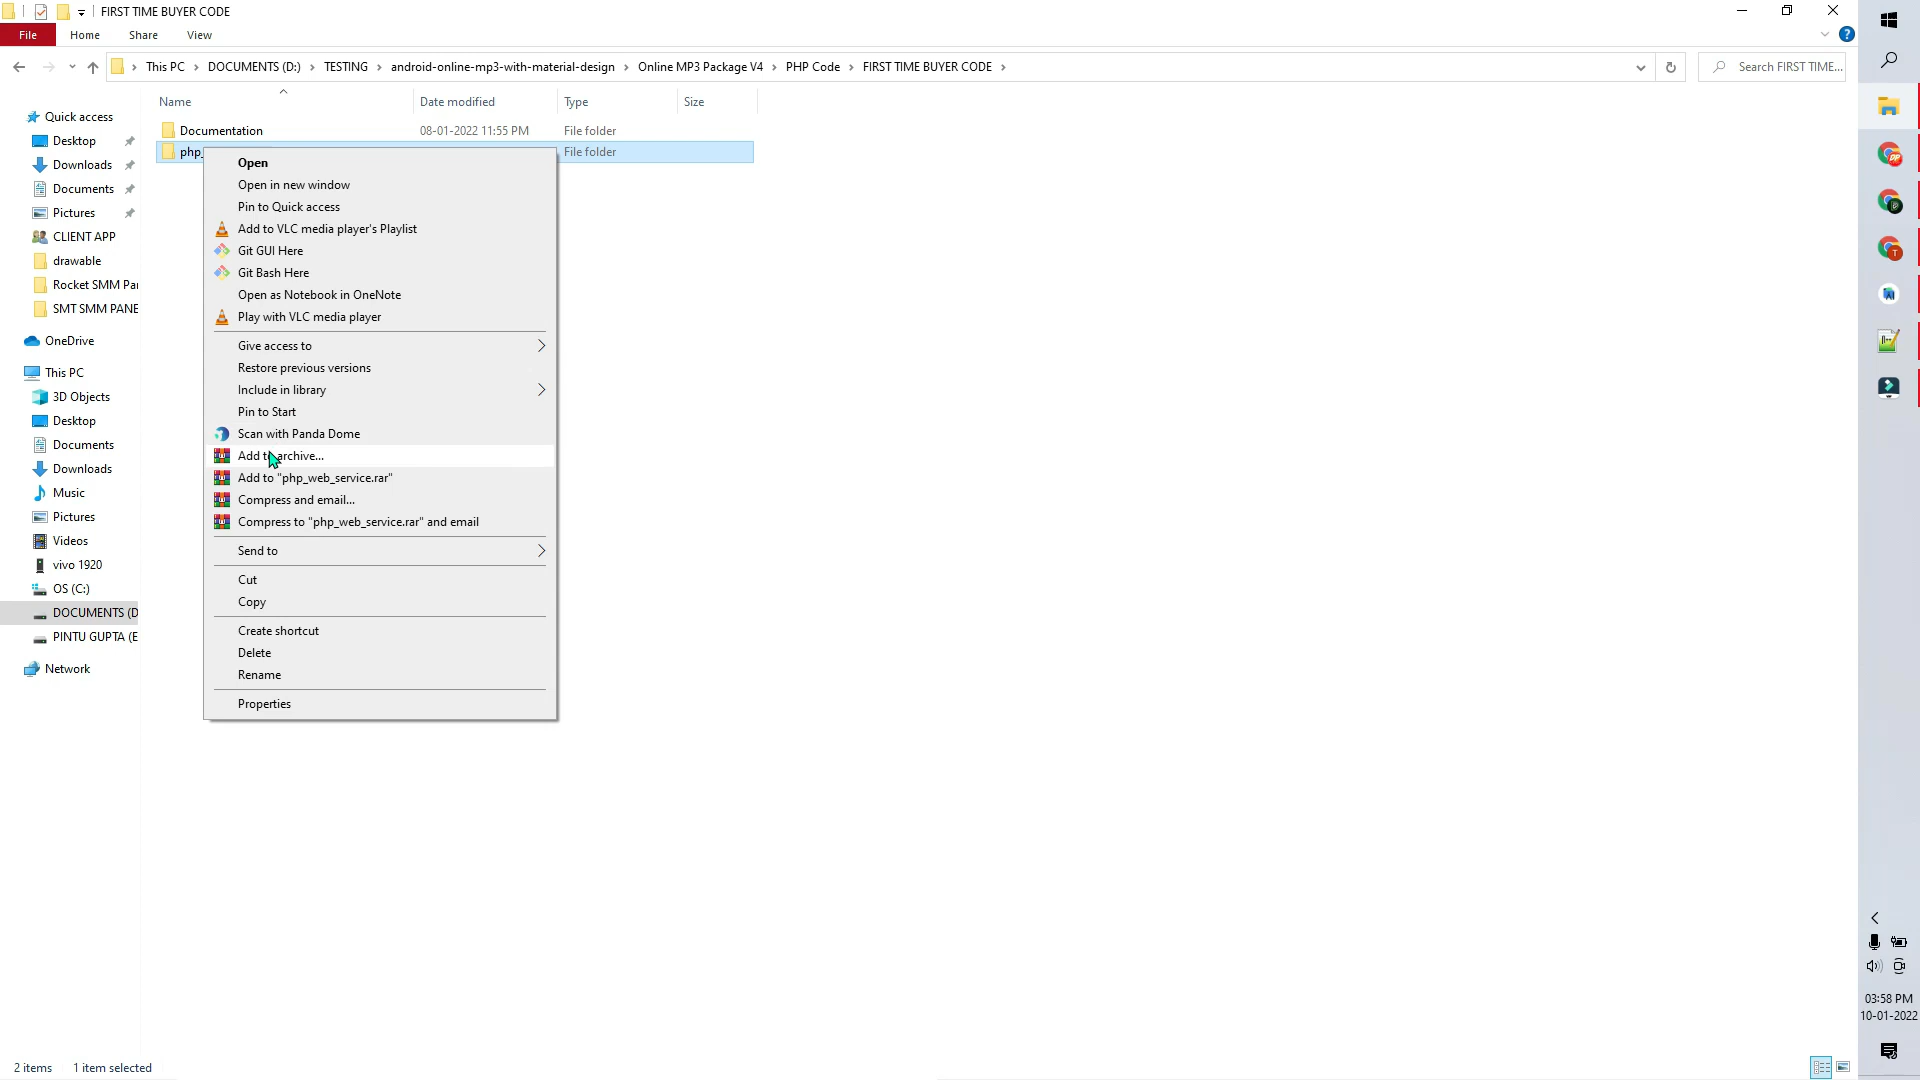 FIRST TIME BUYER CODE
File Home Share View
This PC DOCUMENTS (D:) TESTING android-online-mp3-with-material-design Online MP3 Package V4 PHP Code FIRST TIME BUYER CODE Search FIRST TIME...
Name Date modified Type Size
Quick access
Desktop
Downloads
Documents
Pictures
CLIENT APP
drawable
Rocket SMM Pa
SMT SMM PANE
OneDrive
This PC
3D Objects
Desktop
Documents
Downloads
Music
Pictures
Videos
vivo 1920
OS (C:)
DOCUMENTS (D
PINTU GUPTA (E
Network
Documentation 08-01-2022 11:55 PM File folder
php_ File folder
Open
Open in new window
Pin to Quick access
Add to VLC media player's Playlist
Git GUI Here
Git Bash Here
Open as Notebook in OneNote
Play with VLC media player
Give access to
Restore previous versions
Include in library
Pin to Start
Scan with Panda Dome
Add to archive...
Add to "php_web_service.rar"
Compress and email...
Compress to "php_web_service.rar" and email
Send to
Cut
Copy
Create shortcut
Delete
Rename
Properties
03:58 PM
10-01-2022
2 items 1 item selected